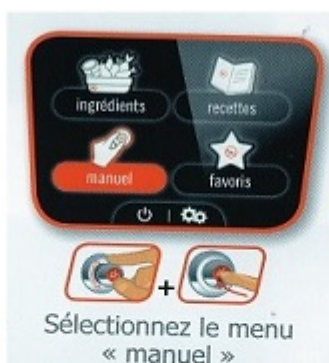 ingrédients
recettes
manuel
favoris
+
Sélectionnez le menu
« manuel »